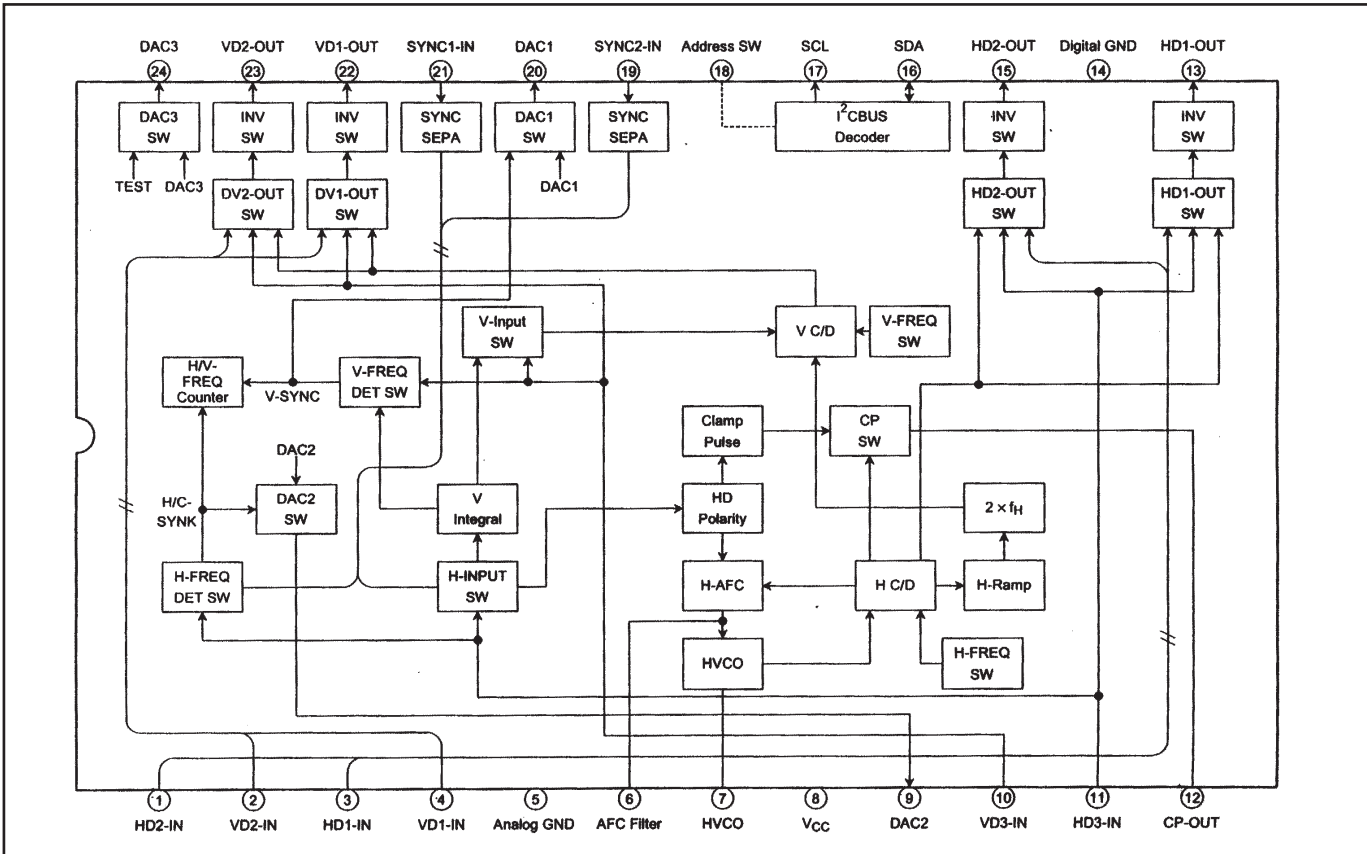 DAC3 VD2-OUT VD1-OUT SYNC1-IN DAC1 SYNC2-IN Address SW SCL SDA HD2-OUT Digital GND HD1-OUT
24 23 22 21 20 19 18 17 16 15 14 13
DAC3 INV INV SYNC DAC1 SYNC I²CBUS INV INV
SW SW SW SEPA SW SEPA Decoder SW SW
TEST DAC3 DAC1
DV2-OUT DV1-OUT HD2-OUT HD1-OUT
SW SW SW SW
V-Input V C/D V-FREQ
SW SW
H/V- V-FREQ
FREQ DET SW
Counter
V-SYNC
Clamp CP
Pulse SW
DAC2
H/C- DAC2 V HD 2 × fH
SYNK SW Integral Polarity
H-FREQ H-INPUT H-AFC H C/D H-Ramp
DET SW SW
HVCO H-FREQ
SW
1 2 3 4 5 6 7 8 9 10 11 12
HD2-IN VD2-IN HD1-IN VD1-IN Analog GND AFC Filter HVCO VCC DAC2 VD3-IN HD3-IN CP-OUT